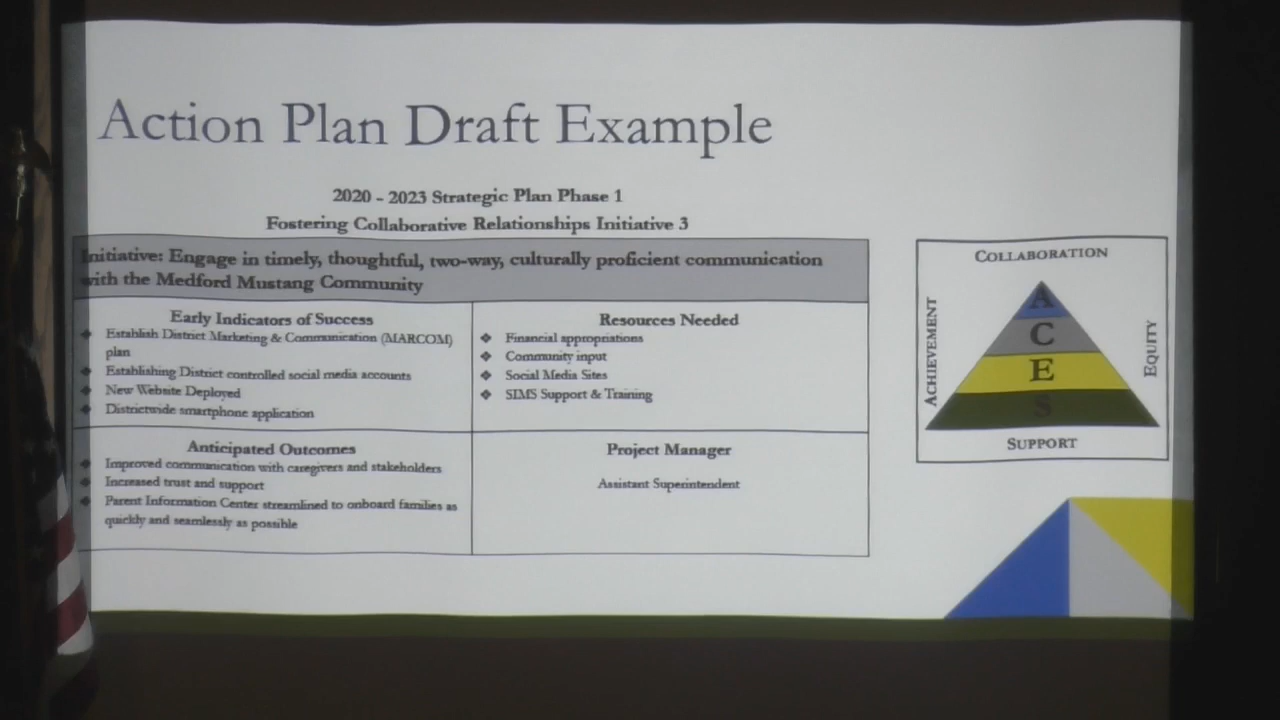 Action Plan Draft Example
2020 - 2023 Strategic Plan Phase 1
Fostering Collaborative Relationships Initiative 3
Initiative: Engage in timely, thoughtful, two-way, culturally proficient communication
with the Medford Mustang Community
Early Indicators of Success
Establish District Marketing & Communication (MARCOM)
plan
Establishing District controlled social media accounts
New Website Deployed
Districtwide smartphone application
Resources Needed
Financial appropriations
Community input
Social Media Sites
SIMS Support & Training
Anticipated Outcomes
Improved communication with caregivers and stakeholders
Increased trust and support
Parent Information Center streamlined to onboard families as
quickly and seamlessly as possible
Project Manager
Assistant Superintendent
COLLABORATION
ACHIEVEMENT
A
C
E
S
EQUITY
SUPPORT